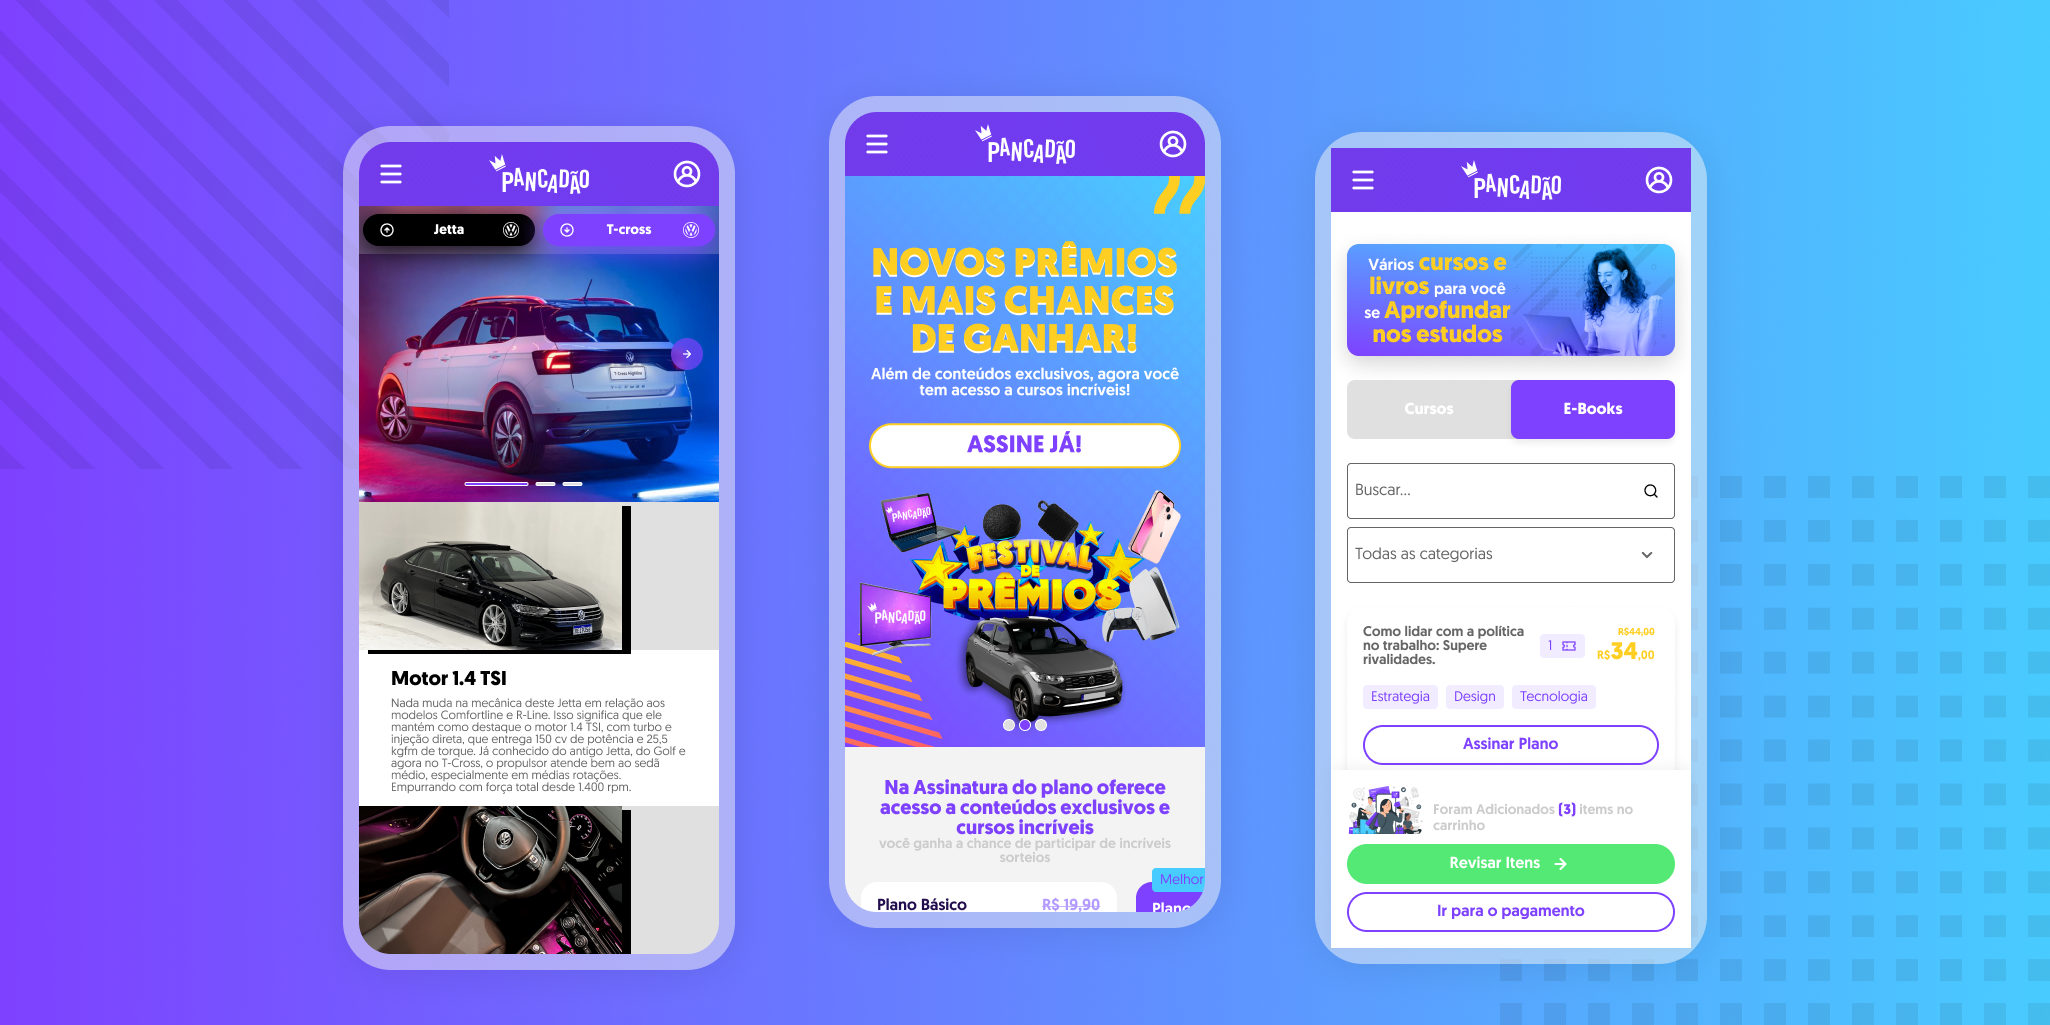 PANCADÃO
Jetta
T-cross
T-Cross Highline
T-CROSS
Motor 1.4 TSI
Nada muda na mecânica deste Jetta em relação aos
modelos Comfortline e R-Line. Isso significa que ele
mantém como destaque o motor 1.4 TSI, com turbo e
injeção direta, que entrega 150 cv de potência e 25,5
kgfm de torque. Já conhecido do antigo Jetta, do Golf e
agora no T-Cross, o propulsor atende bem ao sedã
médio, especialmente em médias rotações.
Empurrando com força total desde 1.400 rpm.
PANCADÃO
NOVOS PRÊMIOS
E MAIS CHANCES
DE GANHAR!
Além de conteúdos exclusivos, agora você
tem acesso a cursos incríveis!
ASSINE JÁ!
PANCADÃO
FESTIVAL
DE
PRÊMIOS
PANCADÃO
Na Assinatura do plano oferece
acesso a conteúdos exclusivos e
cursos incríveis
você ganha a chance de participar de incríveis
sorteios
Melhor
Plano Básico
R$ 19,90
Plano
PANCADÃO
Vários cursos e
livros para você
se Aprofundar
nos estudos
Cursos
E-Books
Buscar...
Todas as categorias
Como lidar com a política
no trabalho: Supere
rivalidades.
1
R$44,00
R$34,00
Estrategia
Design
Tecnologia
Assinar Plano
Foram Adicionados (3) items no
carrinho
Revisar Itens
Ir para o pagamento